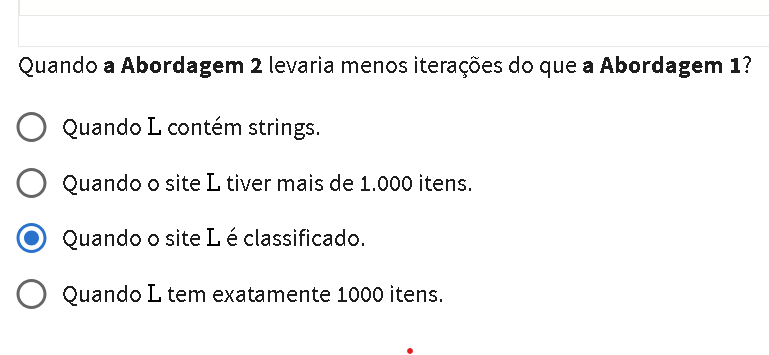 Quando a Abordagem 2 levaria menos iterações do que a Abordagem 1?
Quando L contém strings.
Quando o site L tiver mais de 1.000 itens.
Quando o site L é classificado.
Quando L tem exatamente 1000 itens.